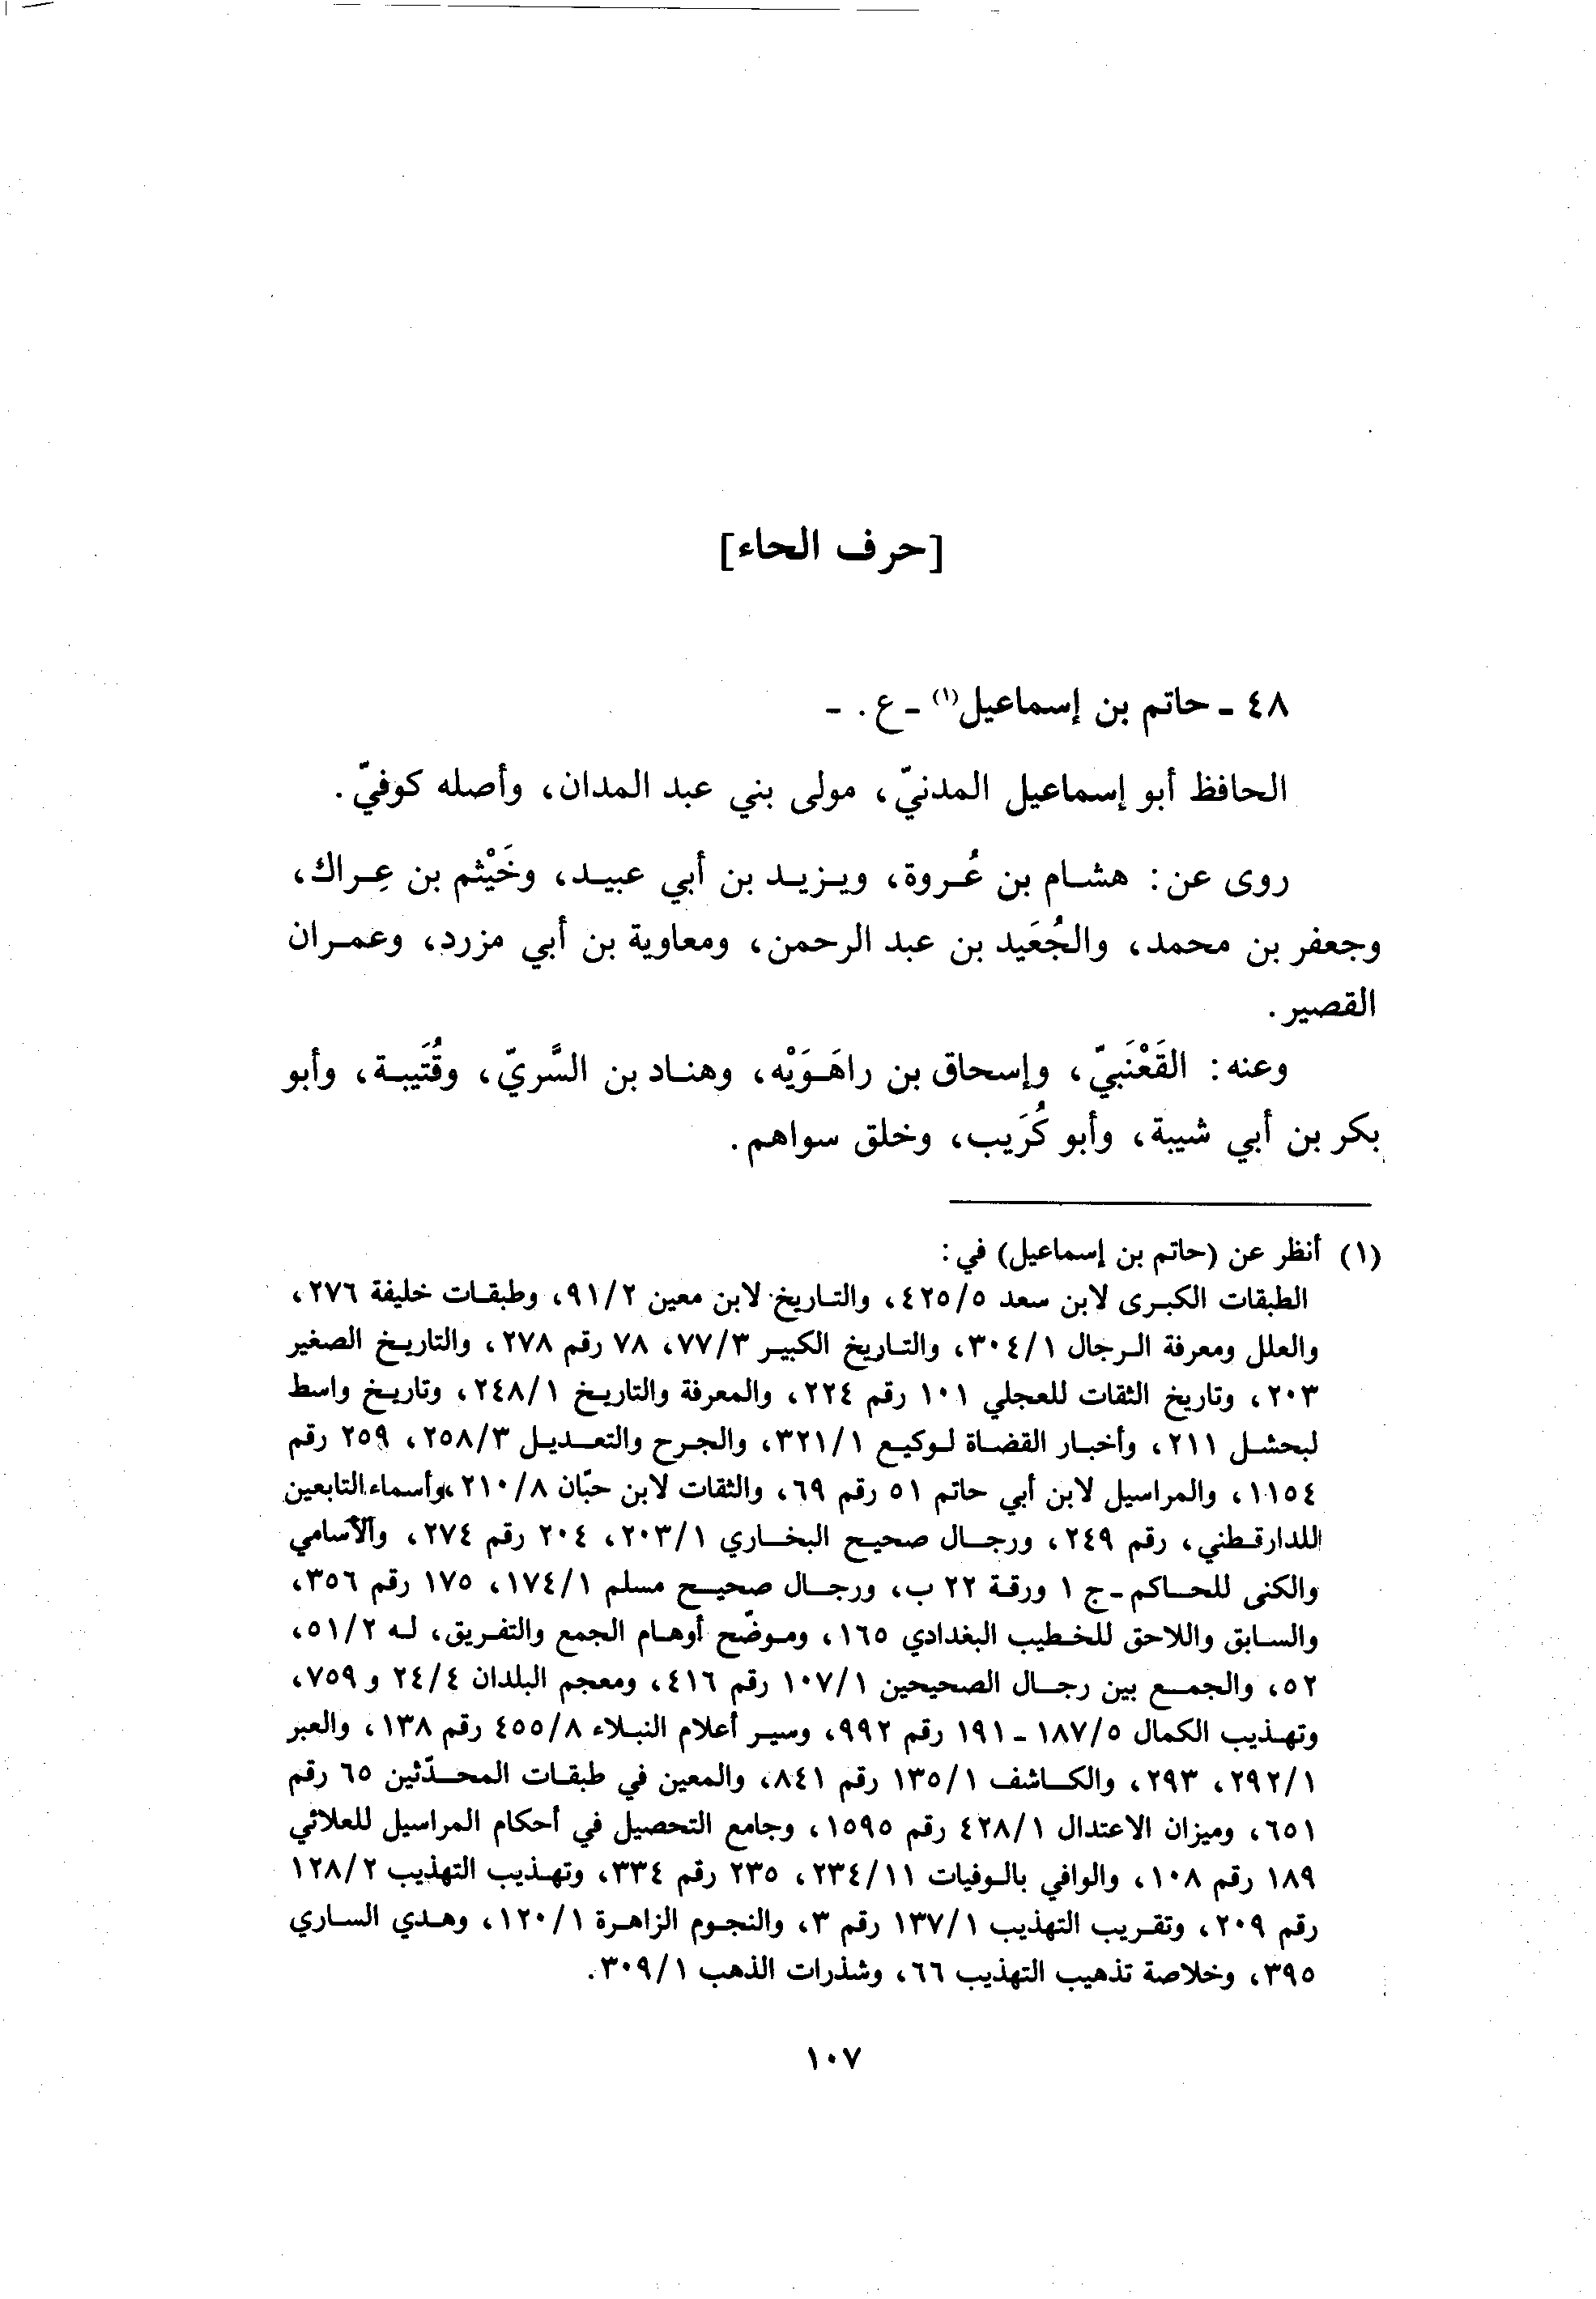 [حرف الحاء]
٤٨ - حاتم بن إسماعيل(١) - ع. -
الحافظ أبو إسماعيل المدنيّ، مولى بني عبد المدان، وأصله كوفيّ.
روى عن: هشام بن عُروة، ويزيد بن أبي عبيد، وخَيْثم بن عِراك،
وجعفر بن محمد، والجُعَيد بن عبد الرحمن، ومعاوية بن أبي مزرد، وعمران
القصير.
وعنه: القَعْنَبيّ، وإسحاق بن راهَوَيْه، وهناد بن السَّريّ، وقُتَيبة، وأبو
بكر بن أبي شيبة، وأبو كُرَيب، وخلق سواهم.
(١) أنظر عن (حاتم بن إسماعيل) في:
الطبقات الكبرى لابن سعد ٤٢٥/٥، والتاريخ لابن معين ٩١/٢، وطبقات خليفة ٢٧٦،
والعلل ومعرفة الرجال ٣٠٤/١، والتاريخ الكبير ٧٧/٣، ٧٨ رقم ٢٧٨، والتاريخ الصغير
٢٠٣، وتاريخ الثقات للعجلي ١٠١ رقم ٢٢٤، والمعرفة والتاريخ ٢٤٨/١، وتاريخ واسط
لبحشل ٢١١، وأخبار القضاة لوكيع ٣٢١/١، والجرح والتعديل ٢٥٨/٣، ٢٥٩ رقم
١١٥٤، والمراسيل لابن أبي حاتم ٥١ رقم ٦٩، والثقات لابن حبّان ٢١٠/٨، وأسماء التابعين
للدارقطني، رقم ٢٤٩، ورجال صحيح البخاري ٢٠٣/١، ٢٠٤ رقم ٢٧٤، والأسامي
والكنى للحاكم - ج ١ ورقة ٢٢ ب، ورجال صحيح مسلم ١٧٤/١، ١٧٥ رقم ٣٥٦،
والسابق واللاحق للخطيب البغدادي ١٦٥، وموضّح أوهام الجمع والتفريق، له ٥١/٢،
٥٢، والجمع بين رجال الصحيحين ١٠٧/١ رقم ٤١٦، ومعجم البلدان ٢٤/٤ و ٧٥٩،
وتهذيب الكمال ١٨٧/٥ - ١٩١ رقم ٩٩٢، وسير أعلام النبلاء ٤٥٥/٨ رقم ١٣٨، والعبر
٢٩٢/١، ٢٩٣، والكاشف ١٣٥/١ رقم ٨٤١، والمعين في طبقات المحدّثين ٦٥ رقم
٦٥١، وميزان الاعتدال ٤٢٨/١ رقم ١٥٩٥، وجامع التحصيل في أحكام المراسيل للعلائي
١٨٩ رقم ١٠٨، والوافي بالوفيات ٢٣٤/١١، ٢٣٥ رقم ٣٣٤، وتهذيب التهذيب ١٢٨/٢
رقم ٢٠٩، وتقريب التهذيب ١٣٧/١ رقم ٣، والنجوم الزاهرة ١٢٠/١، وهدي الساري
٣٩٥، وخلاصة تذهيب التهذيب ٦٦، وشذرات الذهب ٣٠٩/١.
١٠٧